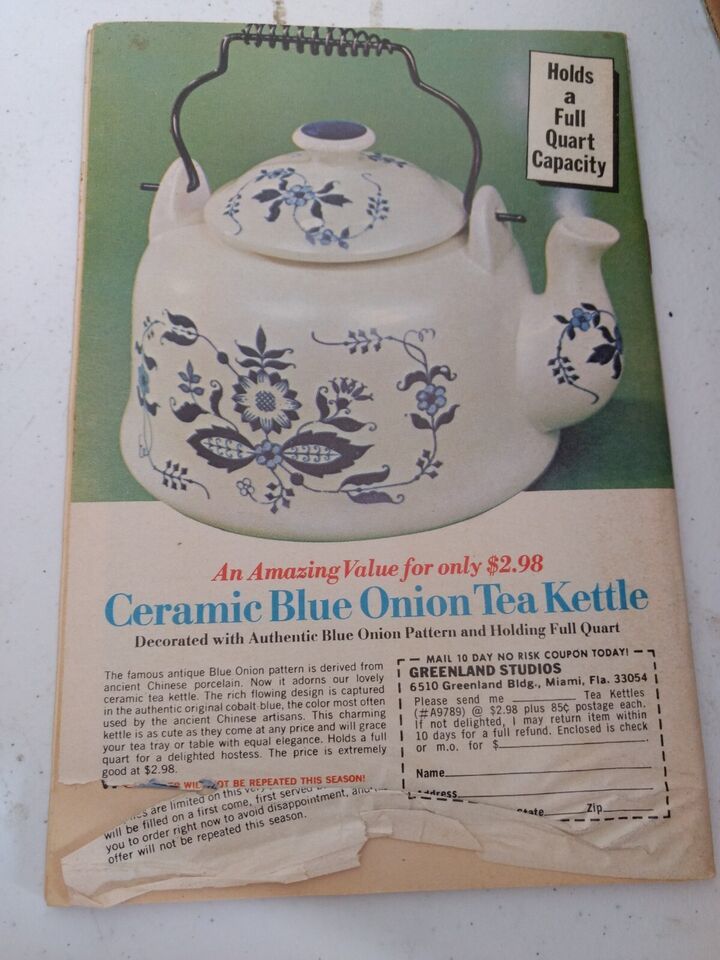 Holds
a
Full
Quart
Capacity
An Amazing Value for only $2.98
Ceramic Blue Onion Tea Kettle
Decorated with Authentic Blue Onion Pattern and Holding Full Quart
The famous antique Blue Onion pattern is derived from
ancient Chinese porcelain. Now it adorns our lovely
ceramic tea kettle. The rich flowing design is captured
in the authentic original cobalt blue, the color most often
used by the ancient Chinese artisans. This charming
kettle is as cute as they come at any price and will grace
your tea tray or table with equal elegance. Holds a full
quart for a delighted hostess. The price is extremely
good at $2.98.
BE REPEATED THIS SEASON!
are limited on this
will be filled on a first come, first served
you to order right now to avoid disappointment,
offer will not be repeated this season.
MAIL 10 DAY NO RISK COUPON TODAY!
GREENLAND STUDIOS
6510 Greenland Bldg., Miami, Fla. 33054
Please send me ________ Tea Kettles
(#A9789) @ $2.98 plus 85¢ postage each.
If not delighted, I may return item within
10 days for a full refund. Enclosed is check
or m.o. for $________.
Name________
Zip____